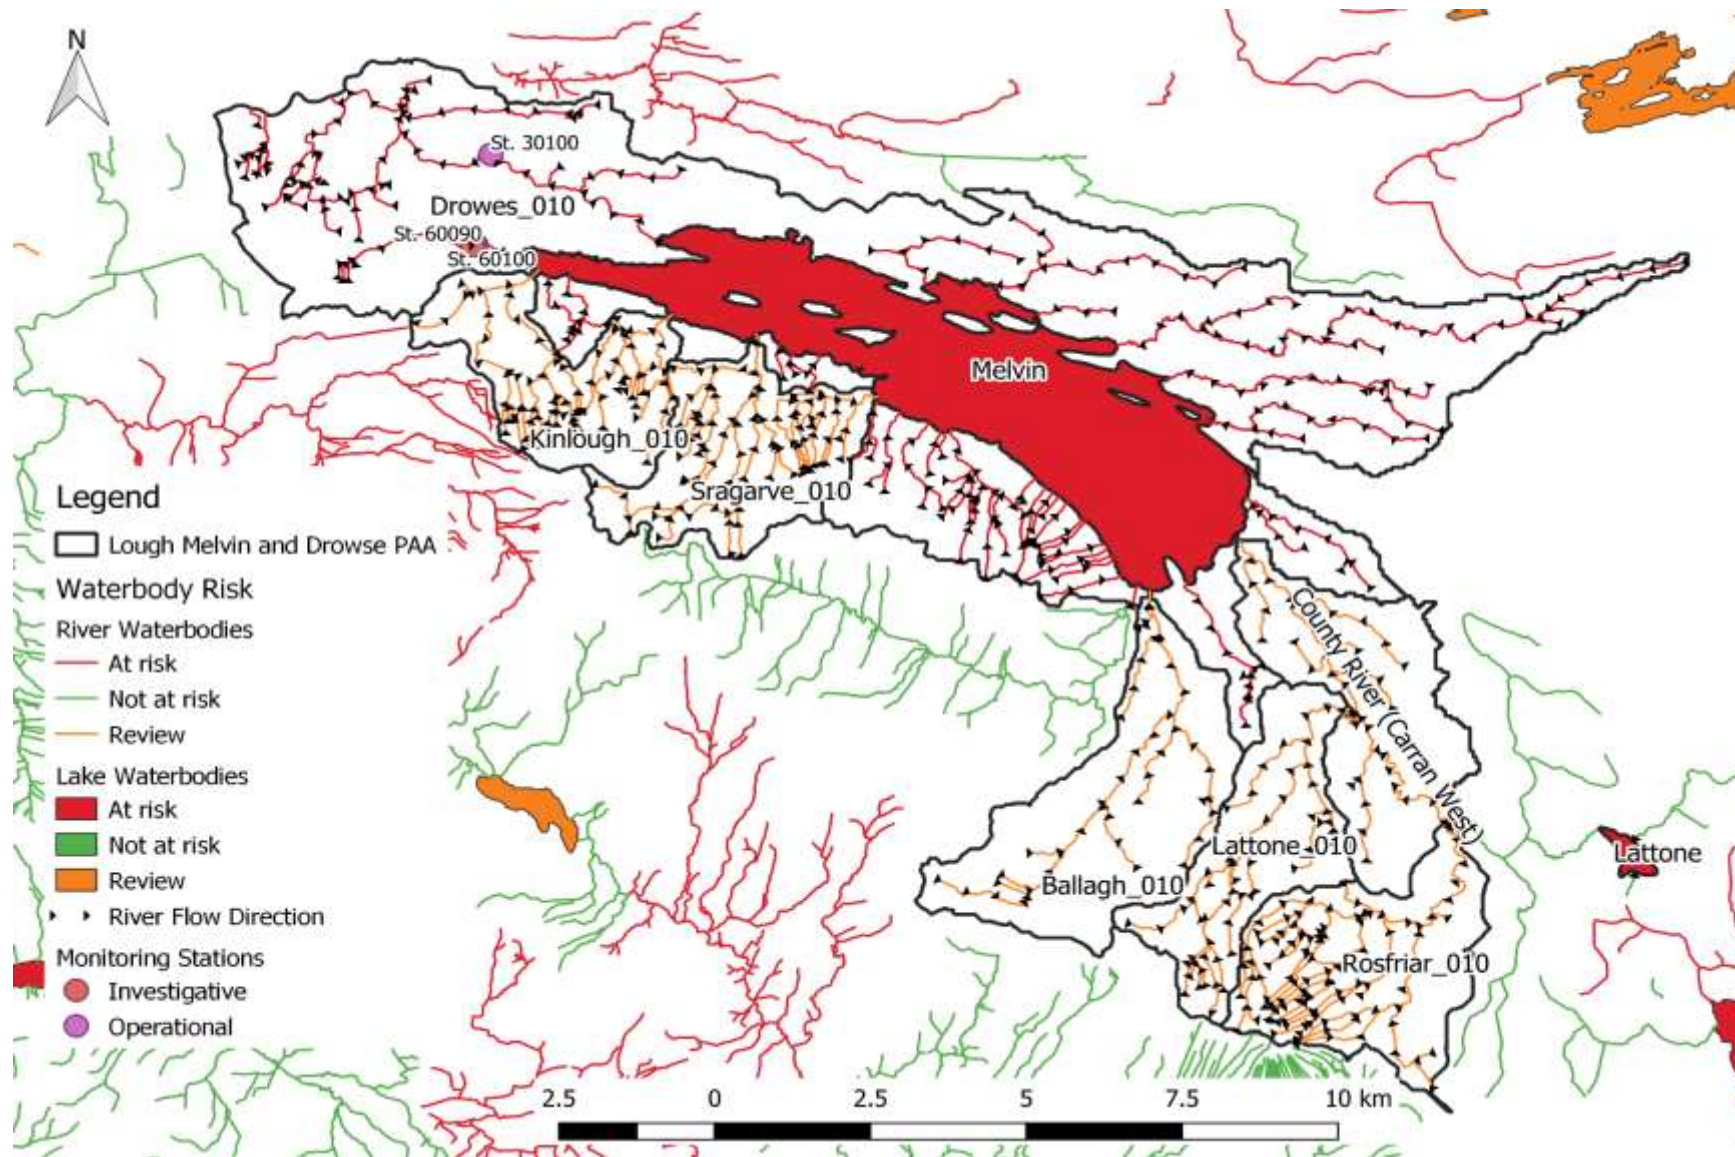 N
St. 30100
Drowes_010
St. 60090
St. 60100
Melvin
Kinlough_010
Sragarve_010
County River (Carran West)
Lattone_010
Ballagh_010
Lattone
Rosfriar_010
Legend
Lough Melvin and Drowse PAA
Waterbody Risk
River Waterbodies
At risk
Not at risk
Review
Lake Waterbodies
At risk
Not at risk
Review
River Flow Direction
Monitoring Stations
Investigative
Operational
2.5 0 2.5 5 7.5 10 km